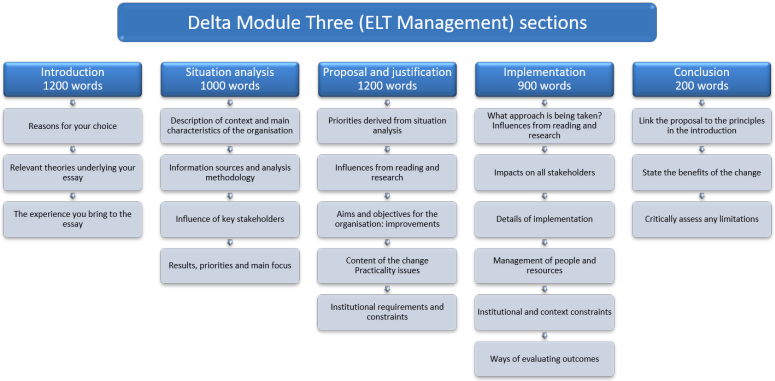 Delta Module Three (ELT Management) sections
Introduction
1200 words
Reasons for your choice
Relevant theories underlying your
essay
The experience you bring to the
essay
Situation analysis
1000 words
Description of context and main
characteristics of the organisation
Information sources and analysis
methodology
Influence of key stakeholders
Results, priorities and main focus
Proposal and justification
1200 words
Priorities derived from situation
analysis
Influences from reading and
research
Aims and objectives for the
organisation: improvements
Content of the change
Practicality issues
Institutional requirements and
constraints
Implementation
900 words
What approach is being taken?
Influences from reading and
research
Impacts on all stakeholders
Details of implementation
Management of people and
resources
Institutional and context constraints
Ways of evaluating outcomes
Conclusion
200 words
Link the proposal to the principles
in the introduction
State the benefits of the change
Critically assess any limitations